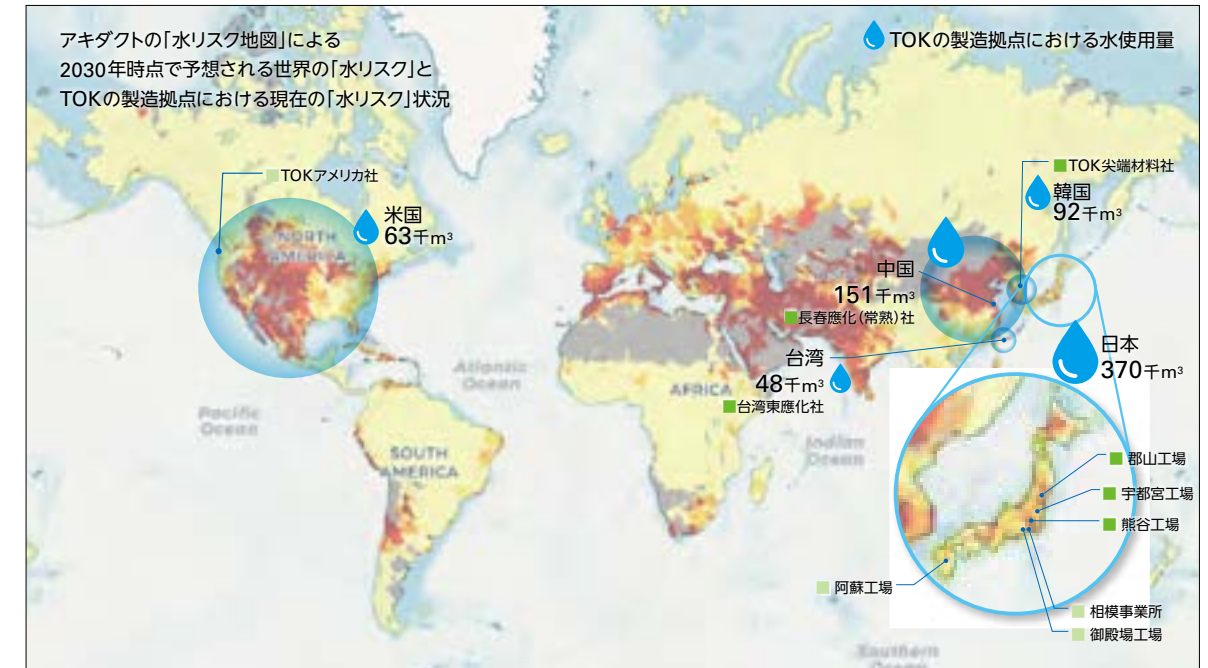 アキダクトの「水リスク地図」による
2030年時点で予想される世界の「水リスク」と
TOKの製造拠点における現在の「水リスク」状況
TOKの製造拠点における水使用量
TOKアメリカ社
米国
63千m³
NORTH
AMERICA
TOK尖端材料社
韓国
92千m³
中国
151千m³
長春應化(常熟)社
台湾
48千m³
台湾東應化社
日本
370千m³
Atlantic
Ocean
AFRICA
Pacific
Ocean
SOUTH
AMERICA
Indian
Ocean
郡山工場
宇都宮工場
熊谷工場
阿蘇工場
相模事業所
御殿場工場
Southern
Ocean